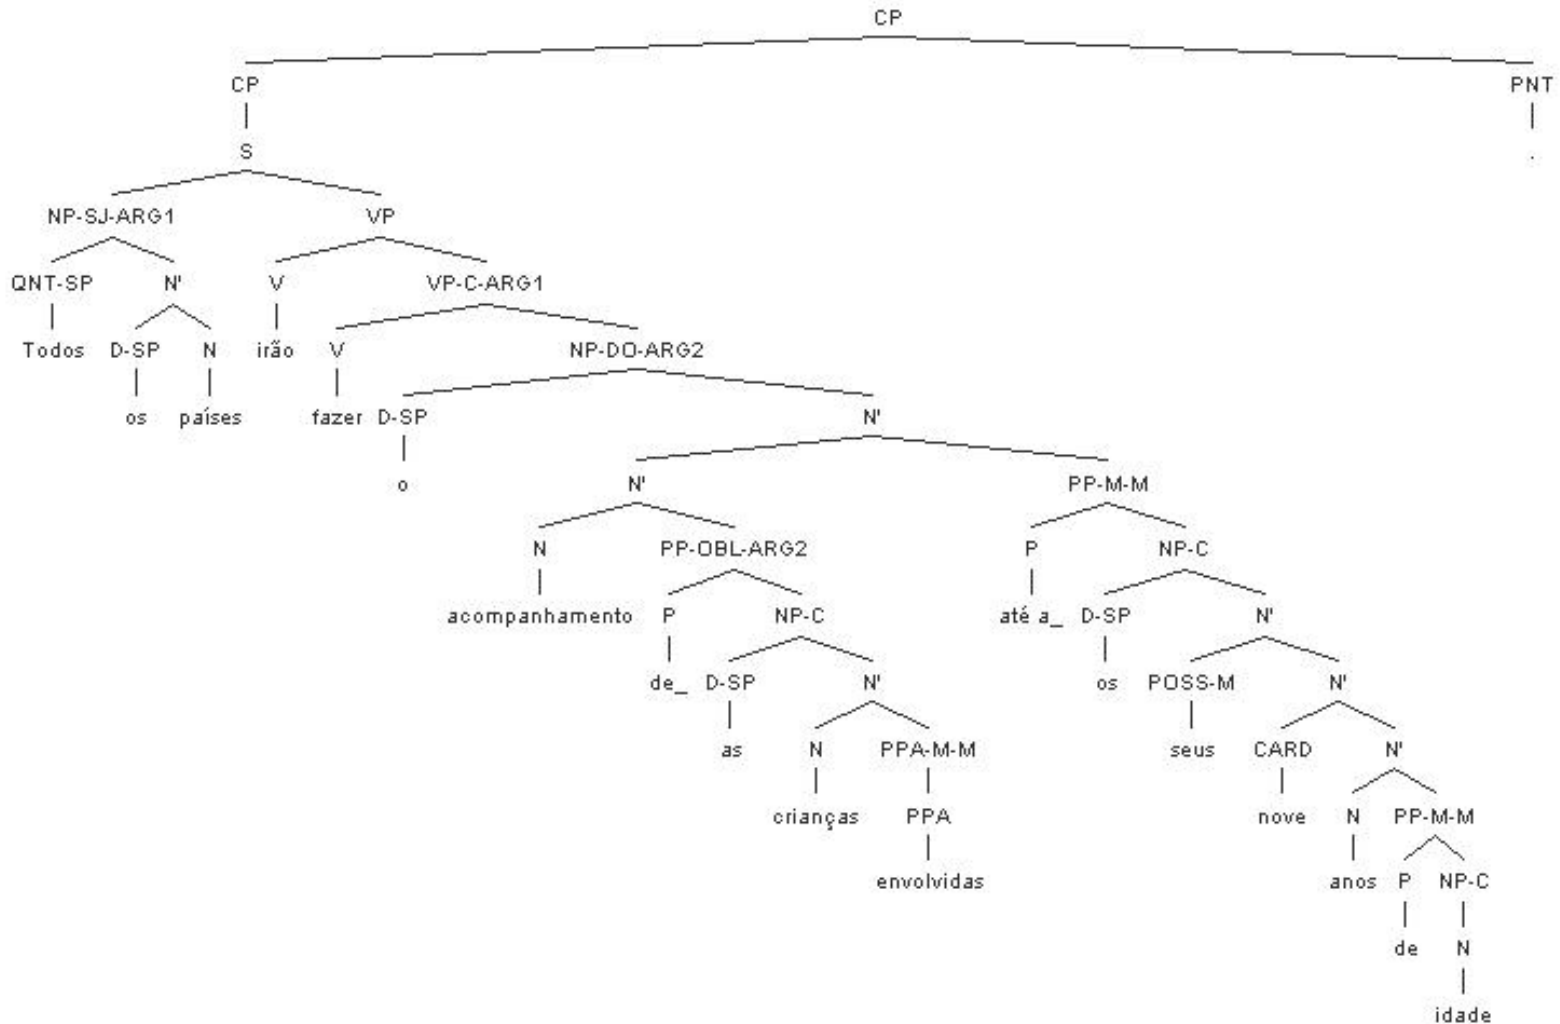 CP
CP PNT
S .
NP-SJ-ARG1 VP
QNT-SP N' V VP-C-ARG1
Todos D-SP N irão V NP-DO-ARG2
os países fazer D-SP N'
o N' PP-M-M
N PP-OBL-ARG2 P NP-C
acompanhamento P NP-C até a_ D-SP N'
de_ D-SP N' os POSS-M N'
as N PPA-M-M seus CARD N'
crianças PPA nove N PP-M-M
envolvidas anos P NP-C
de N
idade